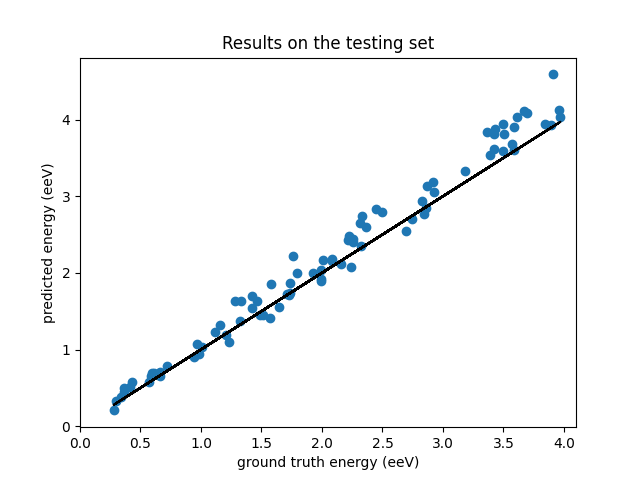 Results on the testing set
predicted energy (eeV)
4
3
2
1
0
0.0 0.5 1.0 1.5 2.0 2.5 3.0 3.5 4.0
ground truth energy (eeV)